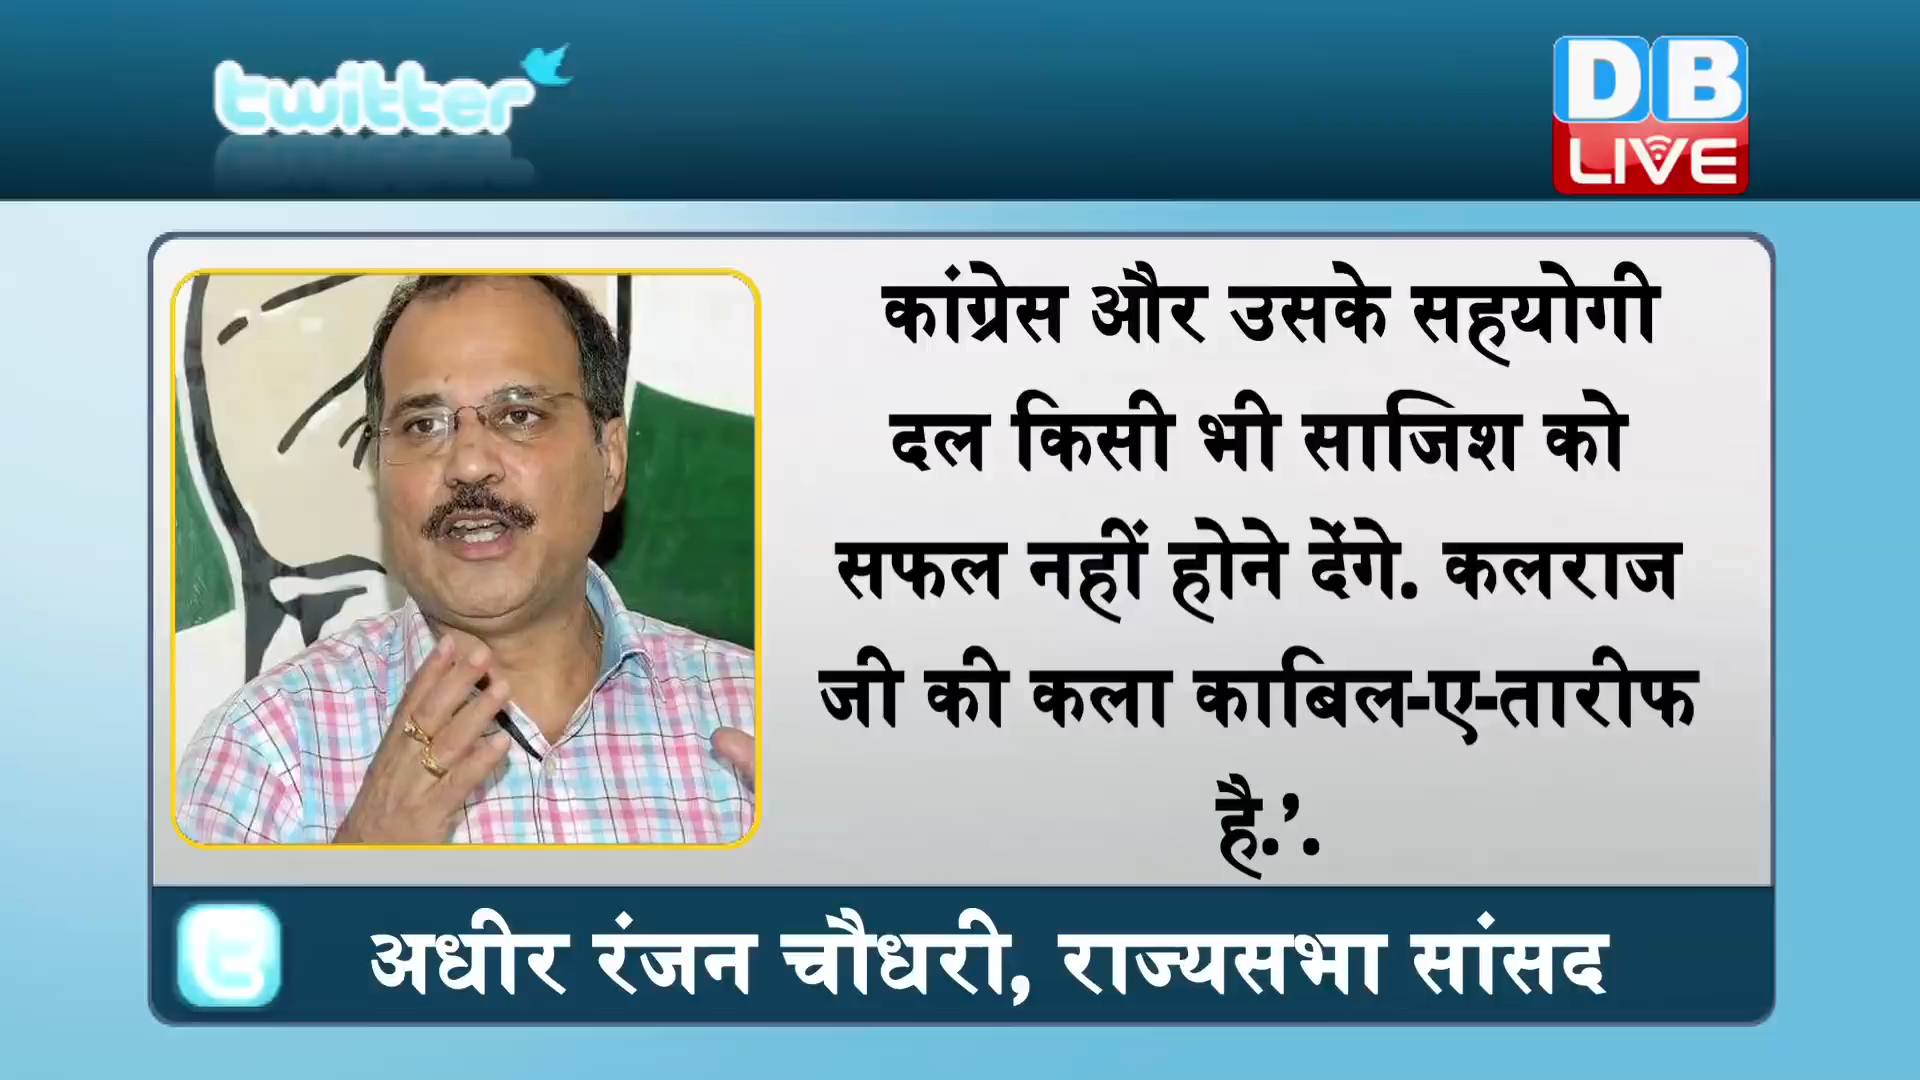 twitter
DB
LIVE
कांग्रेस और उसके सहयोगी
दल किसी भी साजिश को
सफल नहीं होने देंगे. कलराज
जी की कला काबिल-ए-तारीफ
है.’.
t
अधीर रंजन चौधरी, राज्यसभा सांसद